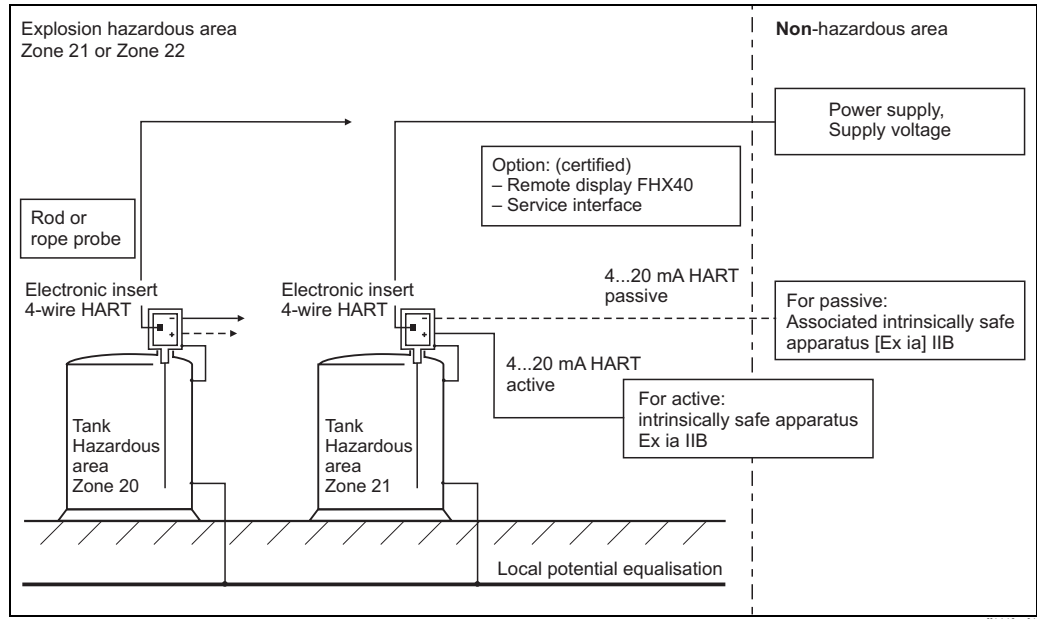 Explosion hazardous area
Zone 21 or Zone 22
Non-hazardous area
Power supply,
Supply voltage
Option: (certified)
– Remote display FHX40
– Service interface
Rod or
rope probe
Electronic insert
4-wire HART
Electronic insert
4-wire HART
4...20 mA HART
passive
For passive:
Associated intrinsically safe
apparatus [Ex ia] IIB
4...20 mA HART
active
For active:
intrinsically safe apparatus
Ex ia IIB
Tank
Hazardous
area
Zone 20
Tank
Hazardous
area
Zone 21
Local potential equalisation